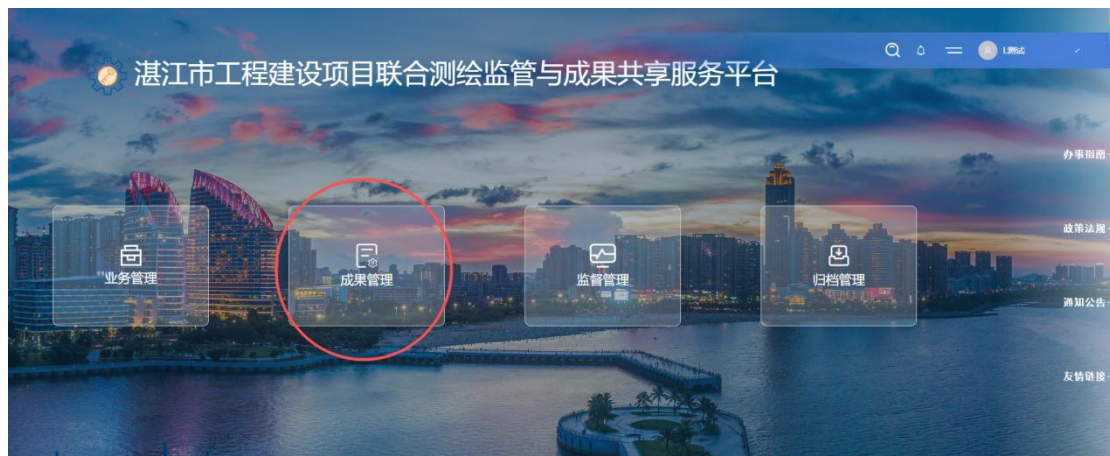 湛江市工程建设项目联合测绘监管与成果共享服务平台
办事指南
政策法规
业务管理
成果管理
监督管理
归档管理
通知公告
友情链接